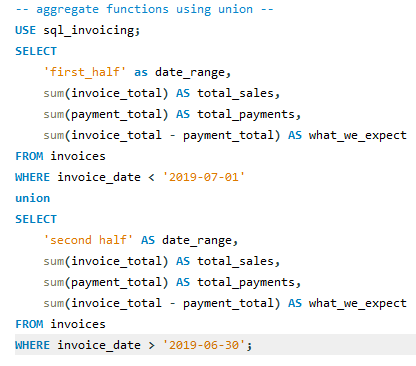 -- aggregate functions using union --
USE sql_invoicing;
SELECT
    'first_half' as date_range,
    sum(invoice_total) AS total_sales,
    sum(payment_total) AS total_payments,
    sum(invoice_total - payment_total) AS what_we_expect
FROM invoices
WHERE invoice_date < '2019-07-01'
union
SELECT
    'second half' AS date_range,
    sum(invoice_total) AS total_sales,
    sum(payment_total) AS total_payments,
    sum(invoice_total - payment_total) AS what_we_expect
FROM invoices
WHERE invoice_date > '2019-06-30';